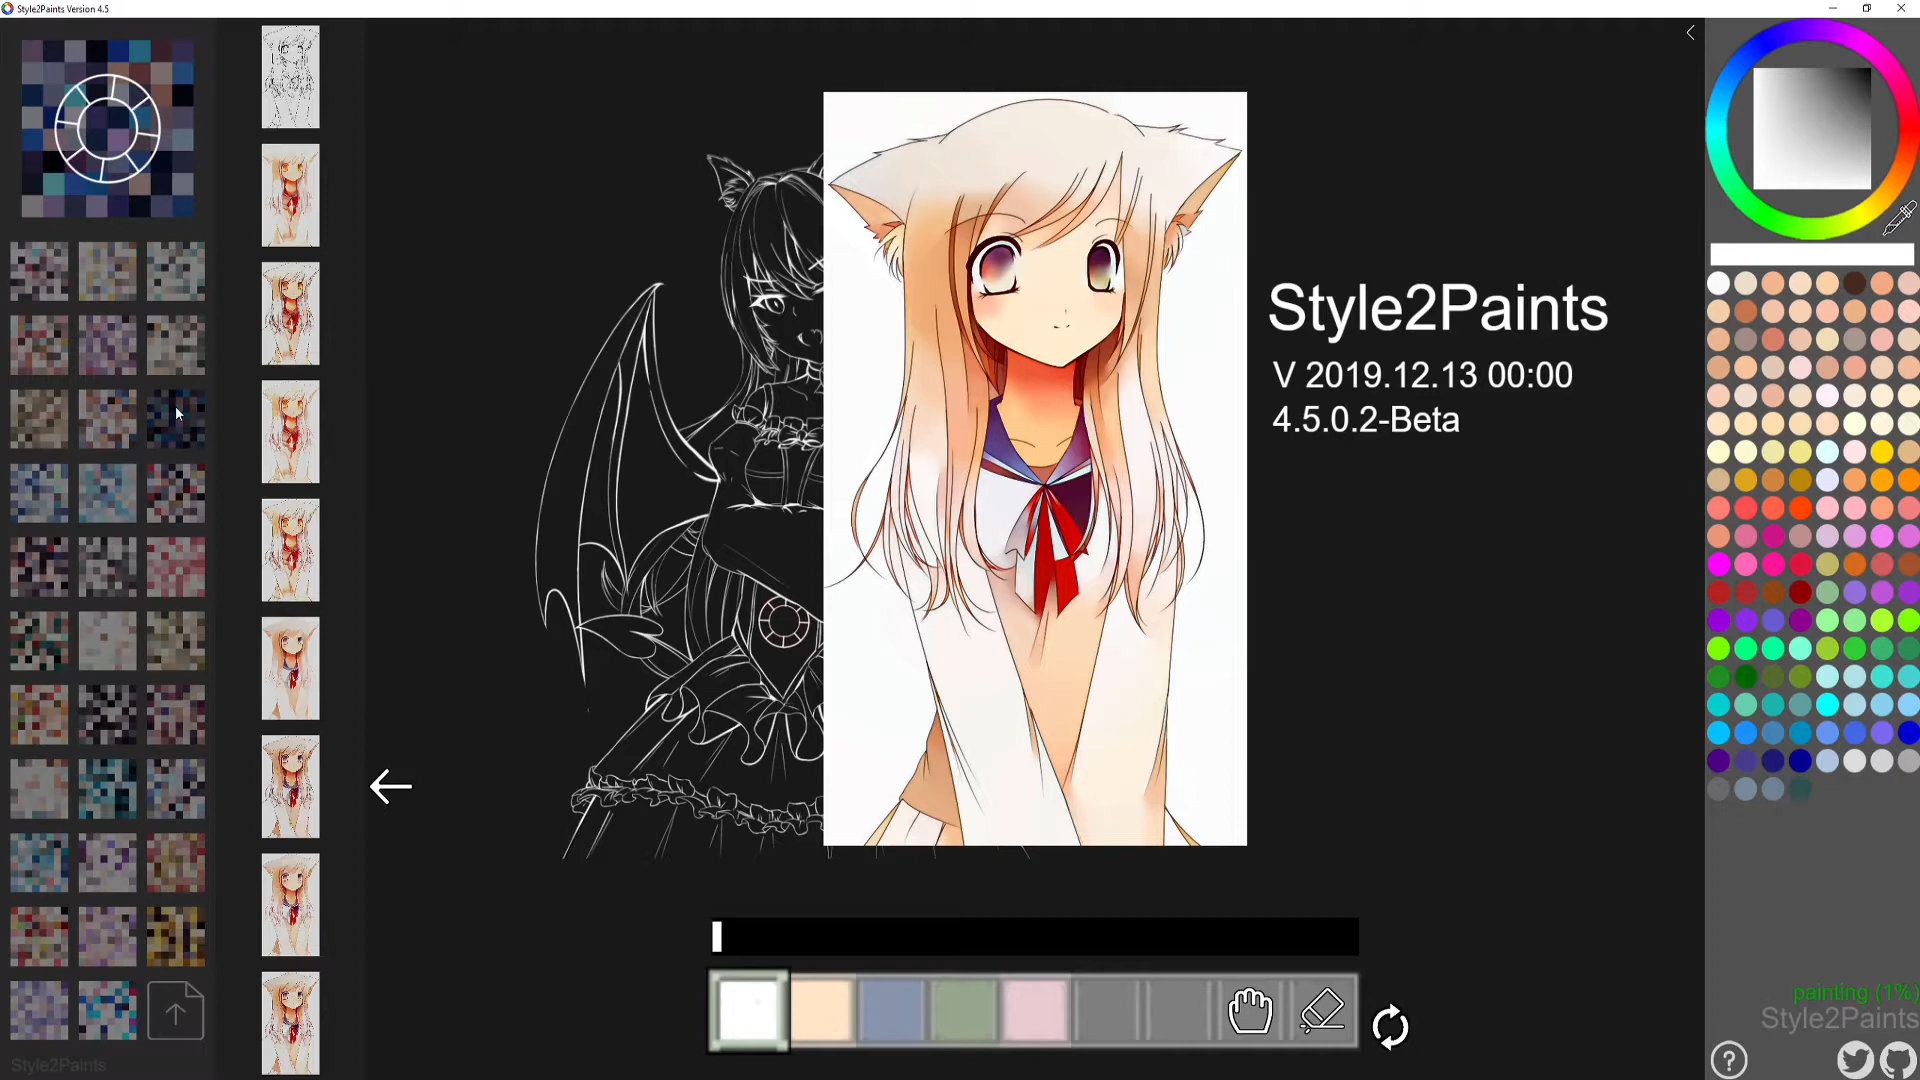 Style2Paints Version 4.5
Style2Paints
V 2019.12.13 00:00
4.5.0.2-Beta
painting (1%)
Style2Paints
Style2Paints
?